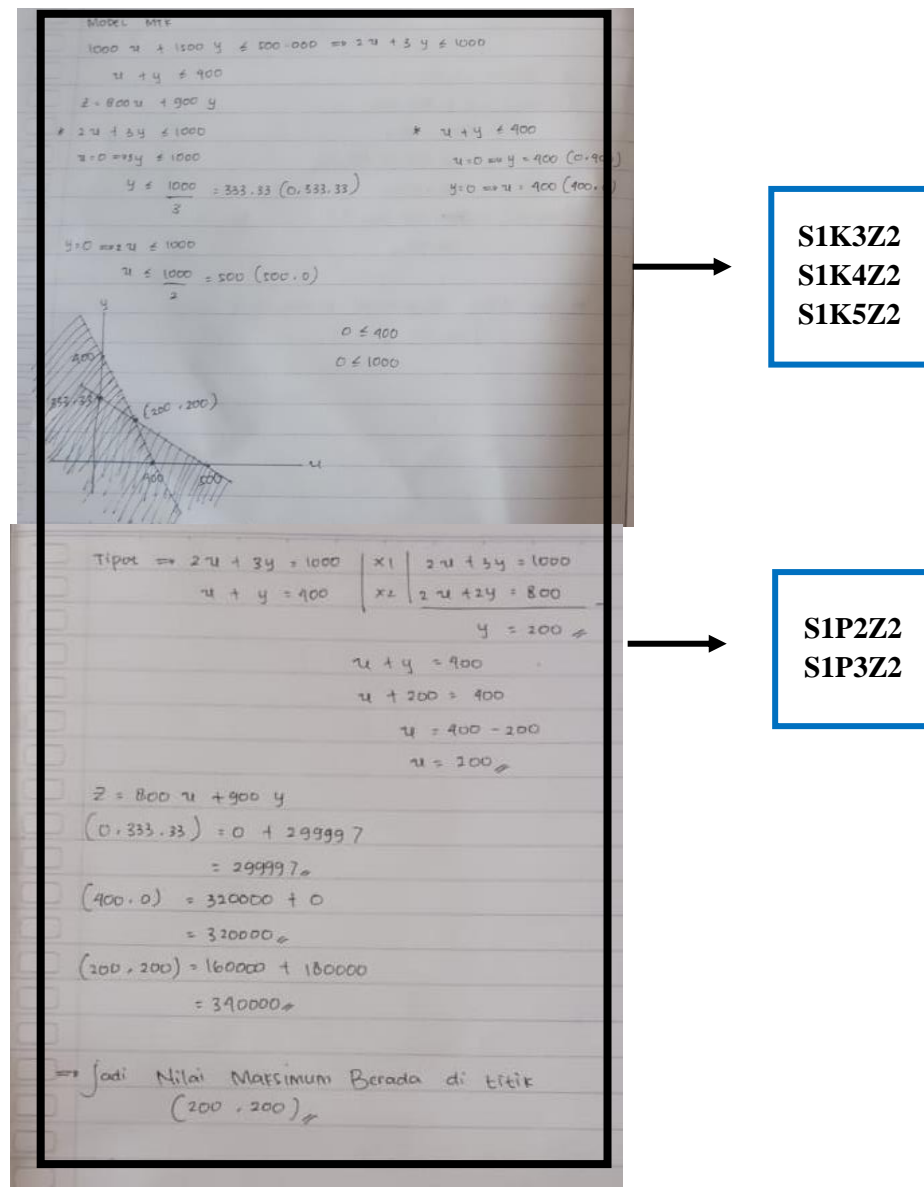 MODEL MTK
1000 x + 1500 y ≤ 500.000 ⇒ 2x + 3y ≤ 1000
x + y ≤ 400
Z = 800x + 900 y
* 2x + 3y ≤ 1000
x=0 ⇒ 3y ≤ 1000
y ≤ 1000/3 = 333.33 (0,333.33)
y=0 ⇒ 2x ≤ 1000
x ≤ 1000/2 = 500 (500,0)
* x + y ≤ 400
x=0 ⇒ y = 400 (0,400)
y=0 ⇒ x = 400 (400,0)
0 ≤ 400
0 ≤ 1000
y
400
333.33
(200,200)
400
500
x
S1K3Z2
S1K4Z2
S1K5Z2
Tipot ⇒ 2x + 3y = 1000 | x1 | 2x + 3y = 1000
x + y = 400 | x2 | 2x + 2y = 800 -
y = 200 //
x + y = 400
x + 200 = 400
x = 400 - 200
x = 200 //
Z = 800 x + 900 y
(0,333.33) = 0 + 299997
= 299997 //
(400,0) = 320000 + 0
= 320000 //
(200,200) = 160000 + 180000
= 340000 //
⇒ Jadi Nilai Maksimum Berada di titik
(200,200) //
S1P2Z2
S1P3Z2